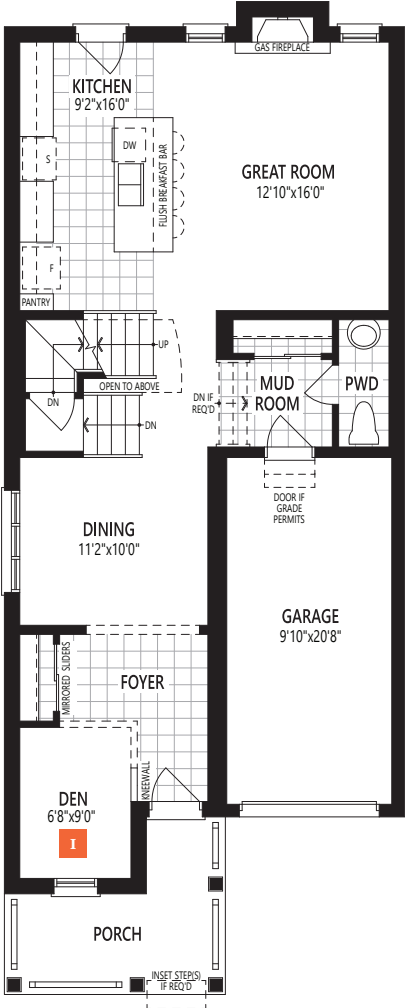 GAS FIREPLACE
KITCHEN
9'2"x16'0"
DW
S
FLUSH BREAKFAST BAR
GREAT ROOM
12'10"x16'0"
F
PANTRY
UP
OPEN TO ABOVE
DN
DN
DN IF
REQ'D
MUD
ROOM
PWD
DOOR IF
GRADE
PERMITS
DINING
11'2"x10'0"
GARAGE
9'10"x20'8"
MIRRORED SLIDERS
FOYER
KNEEWALL
DEN
6'8"x9'0"
I
PORCH
INSET STEP(S)
IF REQ'D